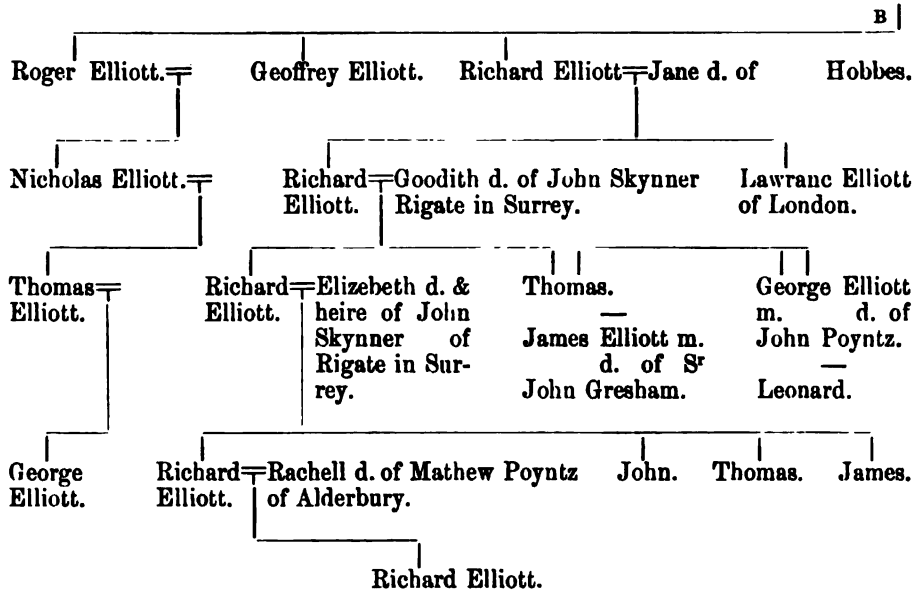 B
Roger Elliott. Geoffrey Elliott. Richard Elliott Jane d. of Hobbes.
Nicholas Elliott. Richard Goodith d. of John Skynner Lawranc Elliott
Elliott. Rigate in Surrey. of London.
Thomas Richard Elizebeth d. & Thomas. George Elliott
Elliott. Elliott. heire of John — m. d. of
Skynner of James Elliott m. John Poyntz.
Rigate in Sur- d. of Sr —
rey. John Gresham. Leonard.
George Richard Rachell d. of Mathew Poyntz John. Thomas. James.
Elliott. Elliott. of Alderbury.
Richard Elliott.